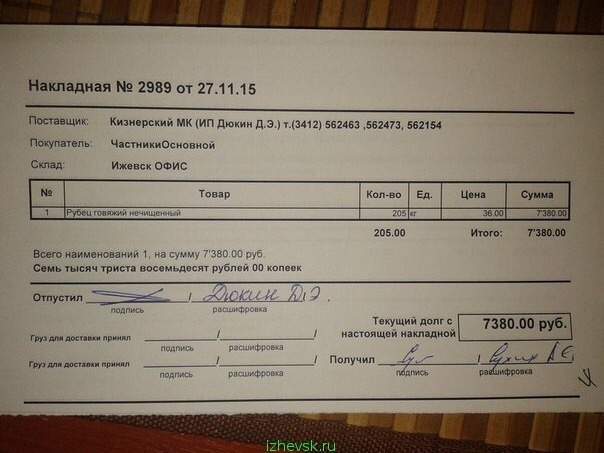 Накладная № 2989 от 27.11.15
Поставщик: Кизнерский МК (ИП Дюкин Д.Э.) т.(3412) 562463 ,562473, 562154
Покупатель: ЧастникиОсновной
Склад: Ижевск ОФИС
№ Товар Кол-во Ед. Цена Сумма
1 Рубец говяжий нечищенный 205 кг 36.00 7'380.00
205.00 Итого: 7'380.00
Всего наименований 1, на сумму 7'380.00 руб.
Семь тысяч триста восемьдесят рублей 00 копеек
Отпустил / Дюкин Д.Э.
подпись расшифровка
Текущий долг с настоящей накладной 7380.00 руб.
Груз для доставки принял / /
подпись расшифровка
Груз для доставки принял / /
подпись расшифровка
Получил / Сухих А Е,
подпись расшифровка
izhevsk.ru